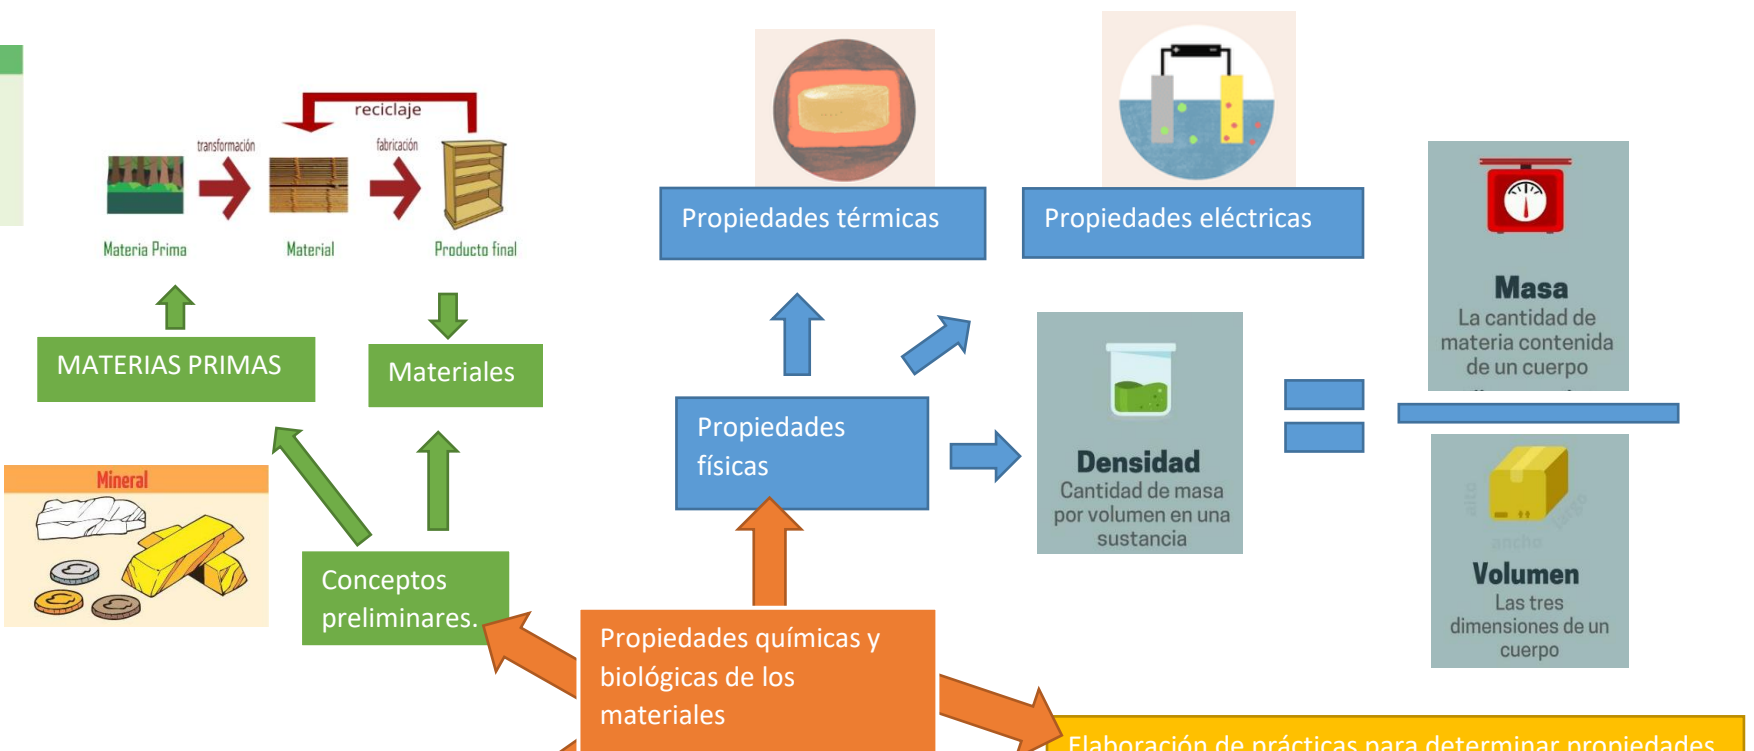 reciclaje
transformación
fabricación
Materia Prima
Material
Producto final
Propiedades térmicas
Propiedades eléctricas
Masa
La cantidad de
materia contenida
de un cuerpo
MATERIAS PRIMAS
Materiales
Propiedades
físicas
Densidad
Cantidad de masa
por volumen en una
sustancia
Mineral
alto
largo
ancho
Volumen
Las tres
dimensiones de un
cuerpo
Conceptos
preliminares.
Propiedades químicas y
biológicas de los
materiales
Elaboración de prácticas para determinar propiedades